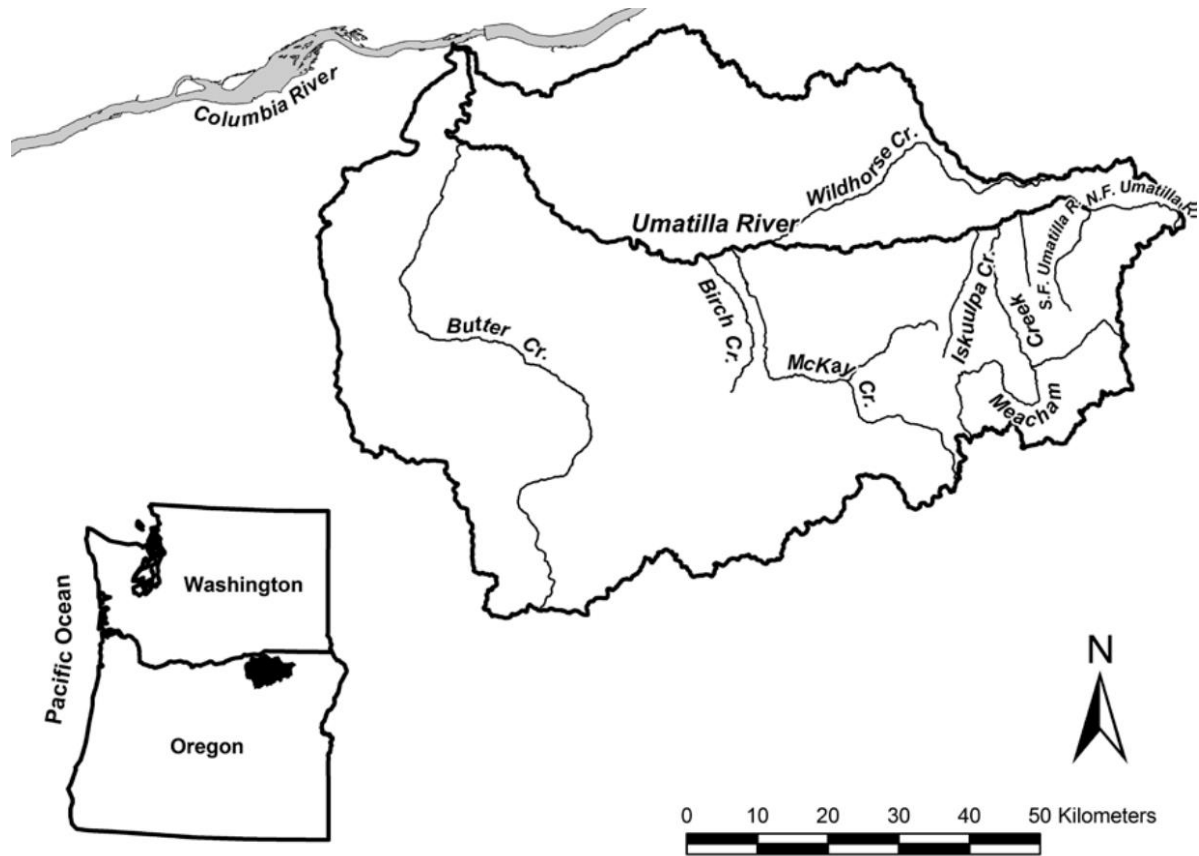 Columbia River
Wildhorse Cr.
N.F. Umatilla R.
Umatilla River
S.F. Umatilla R.
Birch Cr.
Iskuulpa Cr.
Butter Cr.
McKay Cr.
Meacham Creek
Washington
Pacific Ocean
Oregon
N
0 10 20 30 40 50 Kilometers